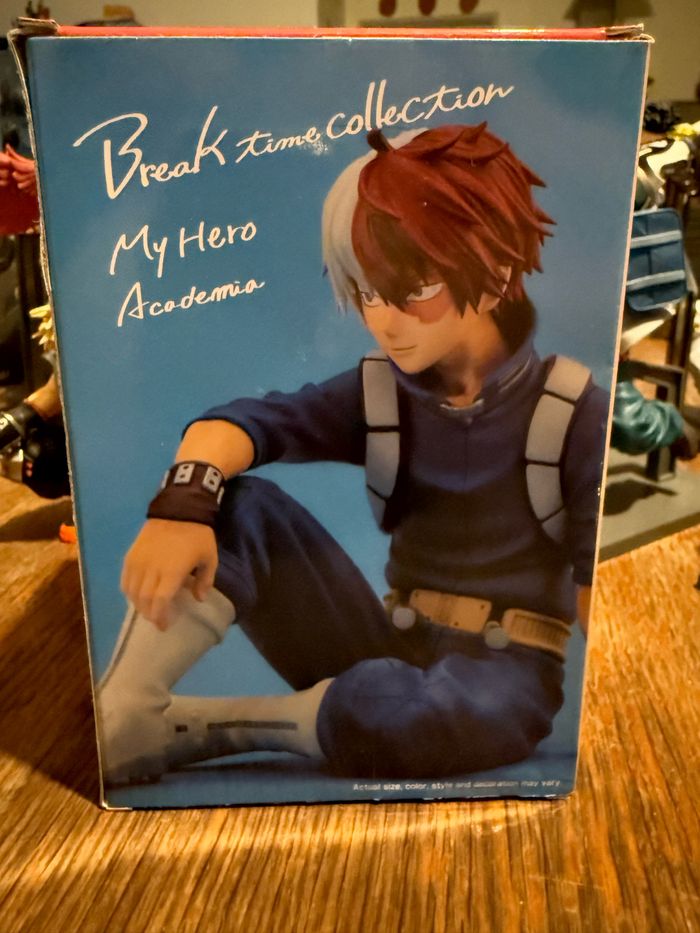 Break time collection
My Hero
Academia
Actual size, color, style and decoration may vary.